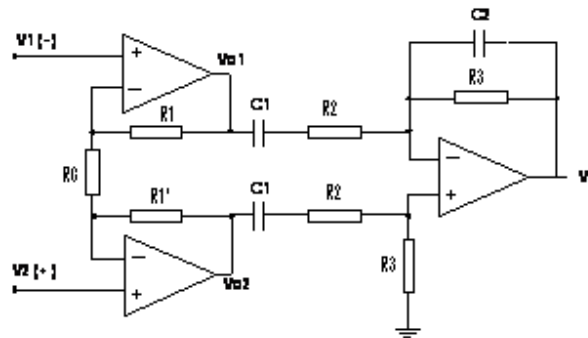 C2
V1 (-)
Vo1
R3
R1
C1
R2
RG
V
R1'
C1
R2
V2 (+)
Vo2
R3